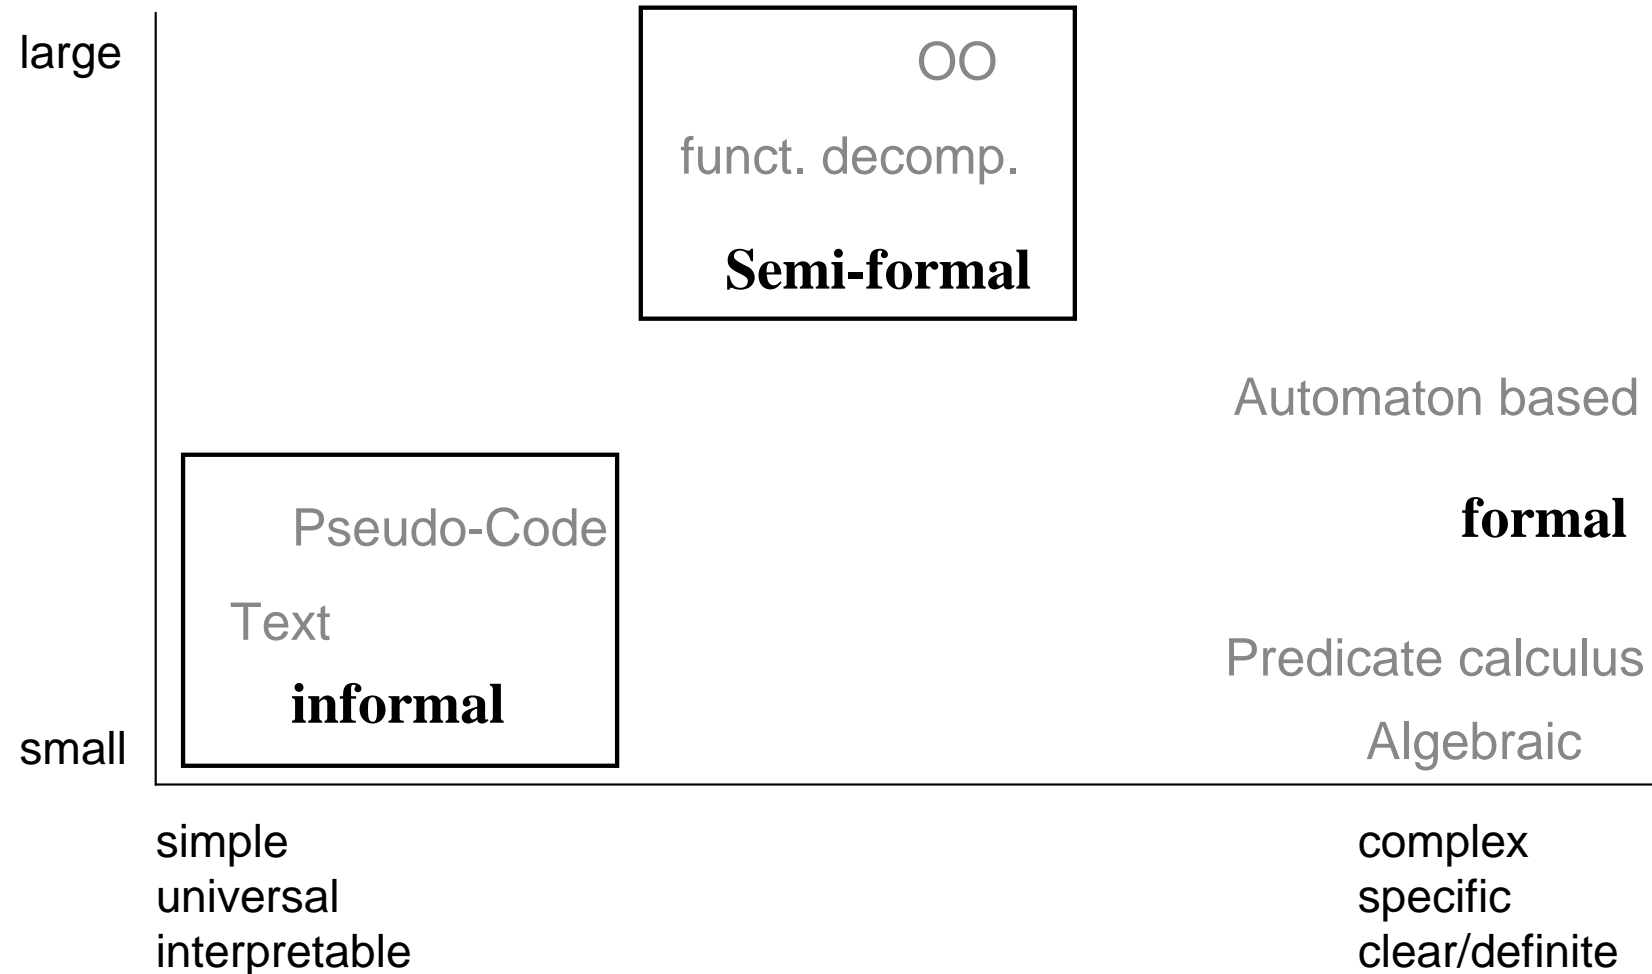 large
OO
funct. decomp.
Semi-formal
Automaton based
formal
Pseudo-Code
Text
informal
Predicate calculus
Algebraic
small
simple
universal
interpretable
complex
specific
clear/definite